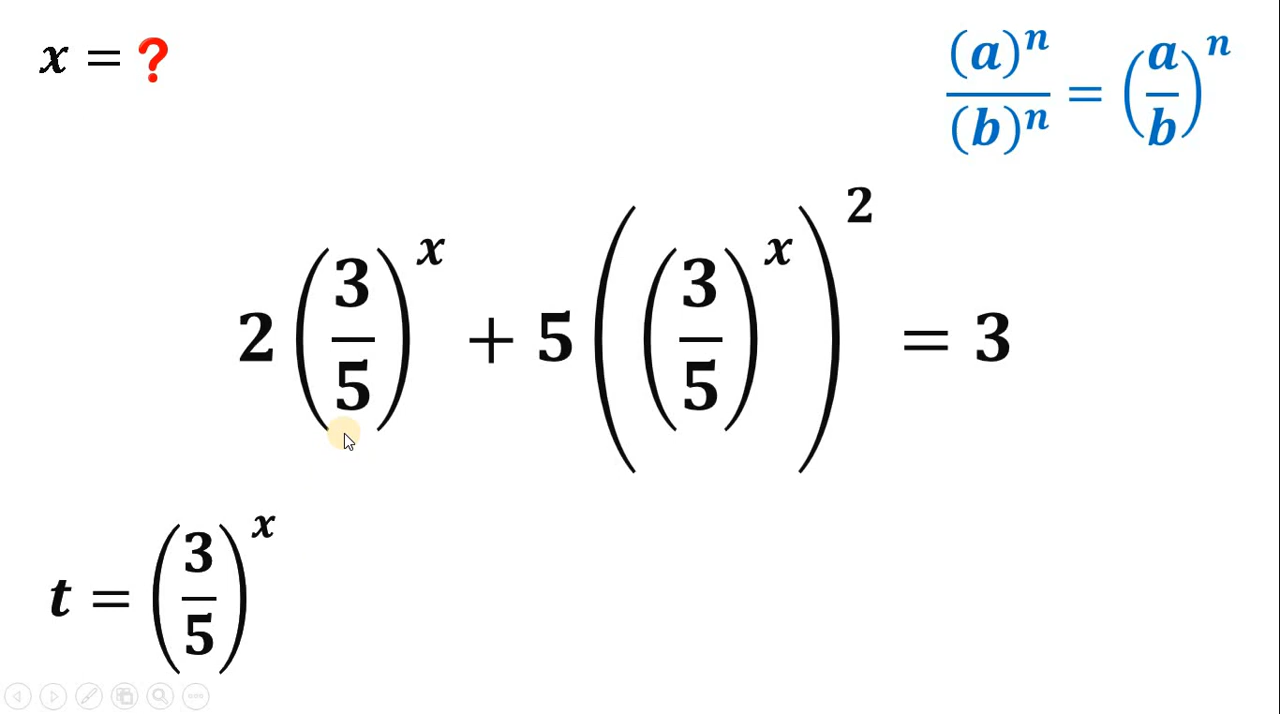 x = ?
(a)^n / (b)^n = (a/b)^n
2(3/5)^x + 5((3/5)^x)^2 = 3
t = (3/5)^x